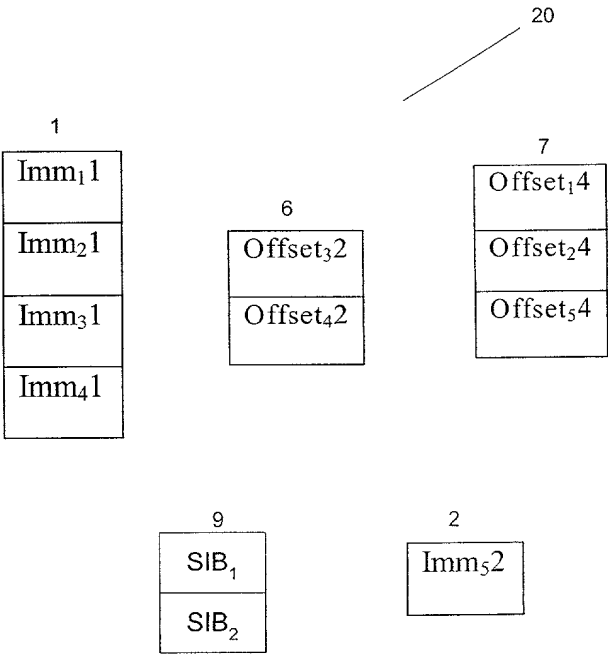 20
1
Imm₁1
Imm₂1
Imm₃1
Imm₄1
6
Offset₃2
Offset₄2
7
Offset₁4
Offset₂4
Offset₅4
9
SIB₁
SIB₂
2
Imm₅2